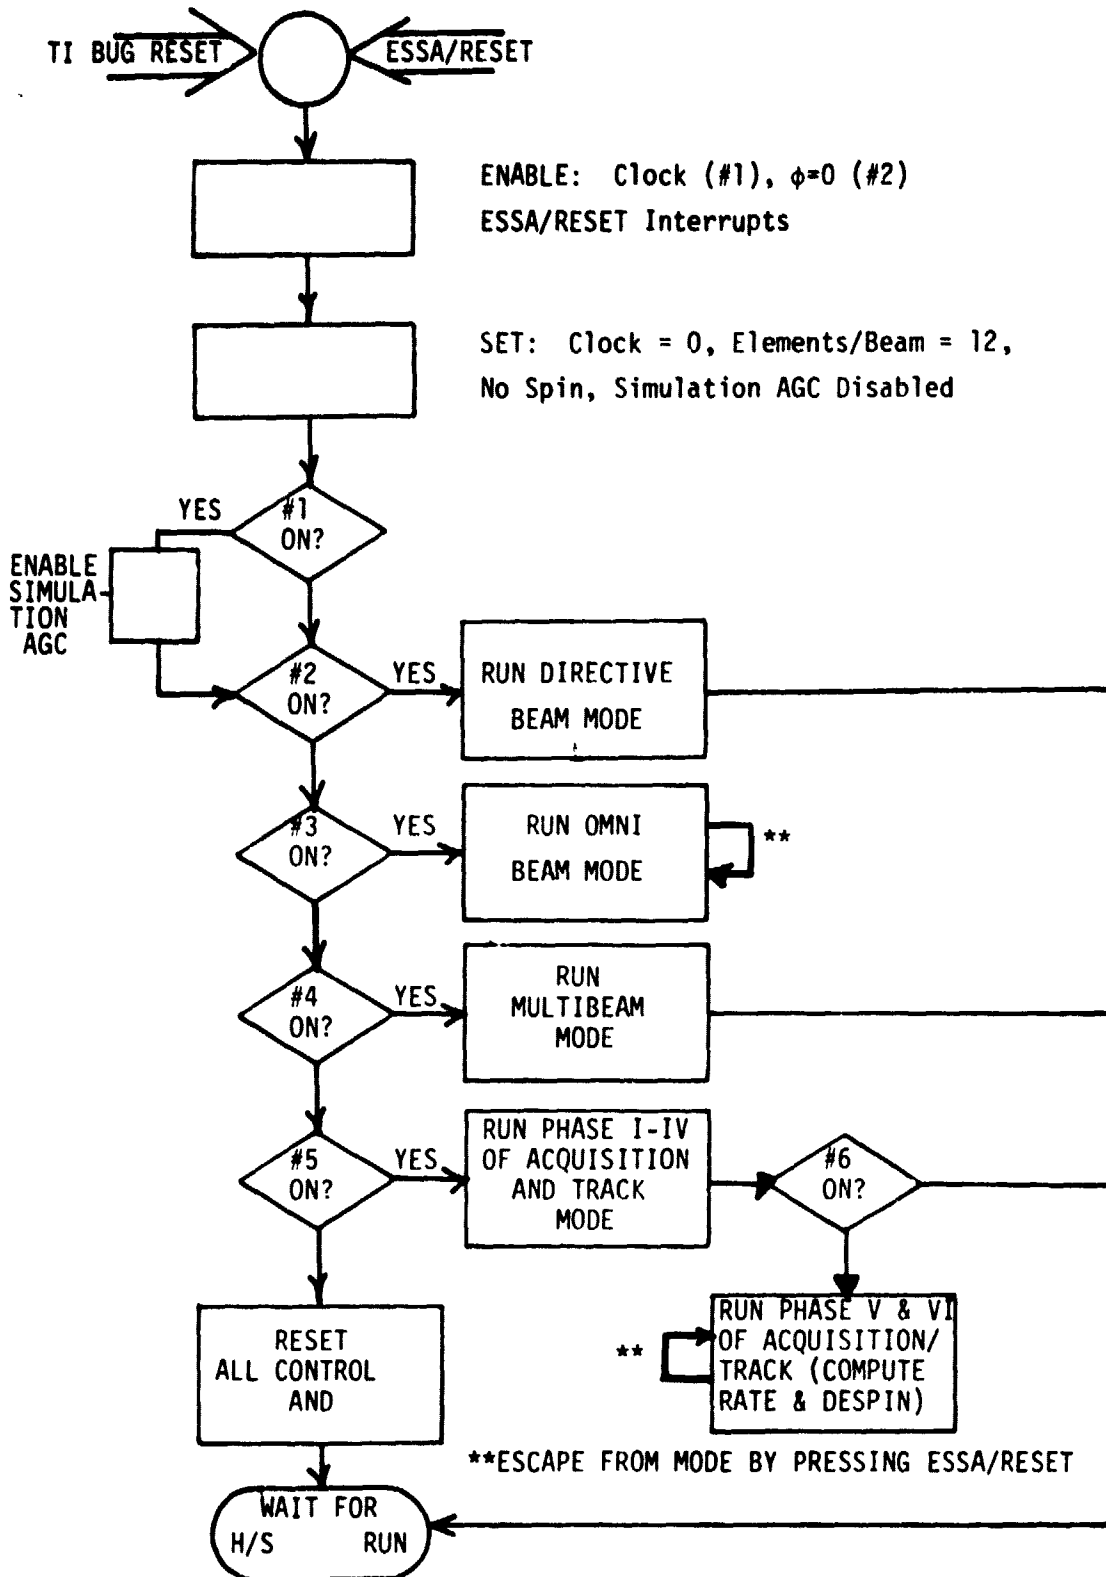 TI BUG RESET
ESSA/RESET
ENABLE: Clock (#1), ϕ=0 (#2)
ESSA/RESET Interrupts
SET: Clock = 0, Elements/Beam = 12,
No Spin, Simulation AGC Disabled
#1
ON?
YES
ENABLE
SIMULA-
TION
AGC
#2
ON?
YES
RUN DIRECTIVE
BEAM MODE
#3
ON?
YES
RUN OMNI
BEAM MODE
**
#4
ON?
YES
RUN
MULTIBEAM
MODE
#5
ON?
YES
RUN PHASE I-IV
OF ACQUISITION
AND TRACK
MODE
#6
ON?
RUN PHASE V & VI
OF ACQUISITION/
TRACK (COMPUTE
RATE & DESPIN)
**
RESET
ALL CONTROL
AND
**ESCAPE FROM MODE BY PRESSING ESSA/RESET
WAIT FOR
H/S RUN